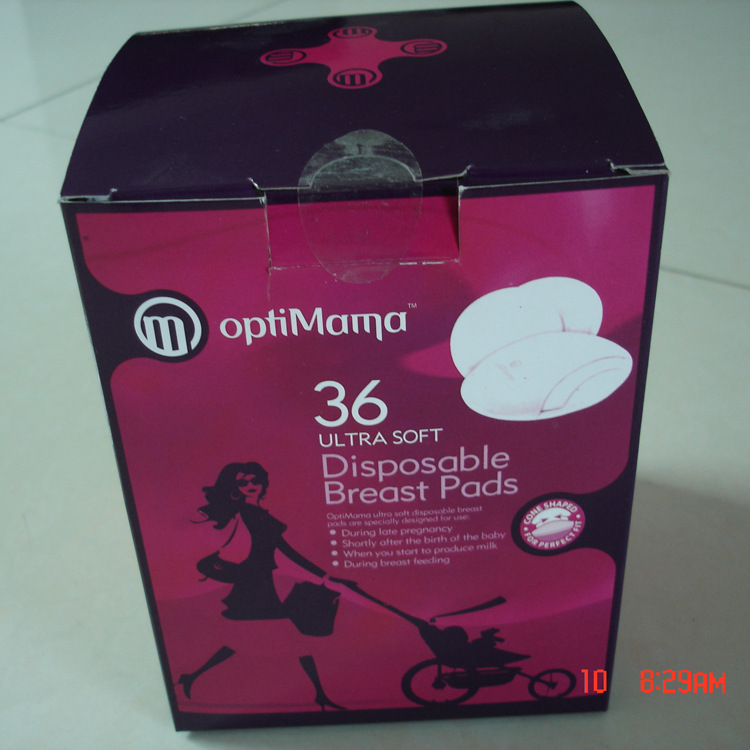 m
m
m
m
m optiMama™
36
ULTRA SOFT
Disposable
Breast Pads
OptiMama ultra soft disposable breast
pads are specially designed for use:
• During late pregnancy
• Shortly after the birth of the baby
• When you start to produce milk
• During breast feeding
CONE SHAPED
• FOR PERFECT FIT •
10 8:29AM